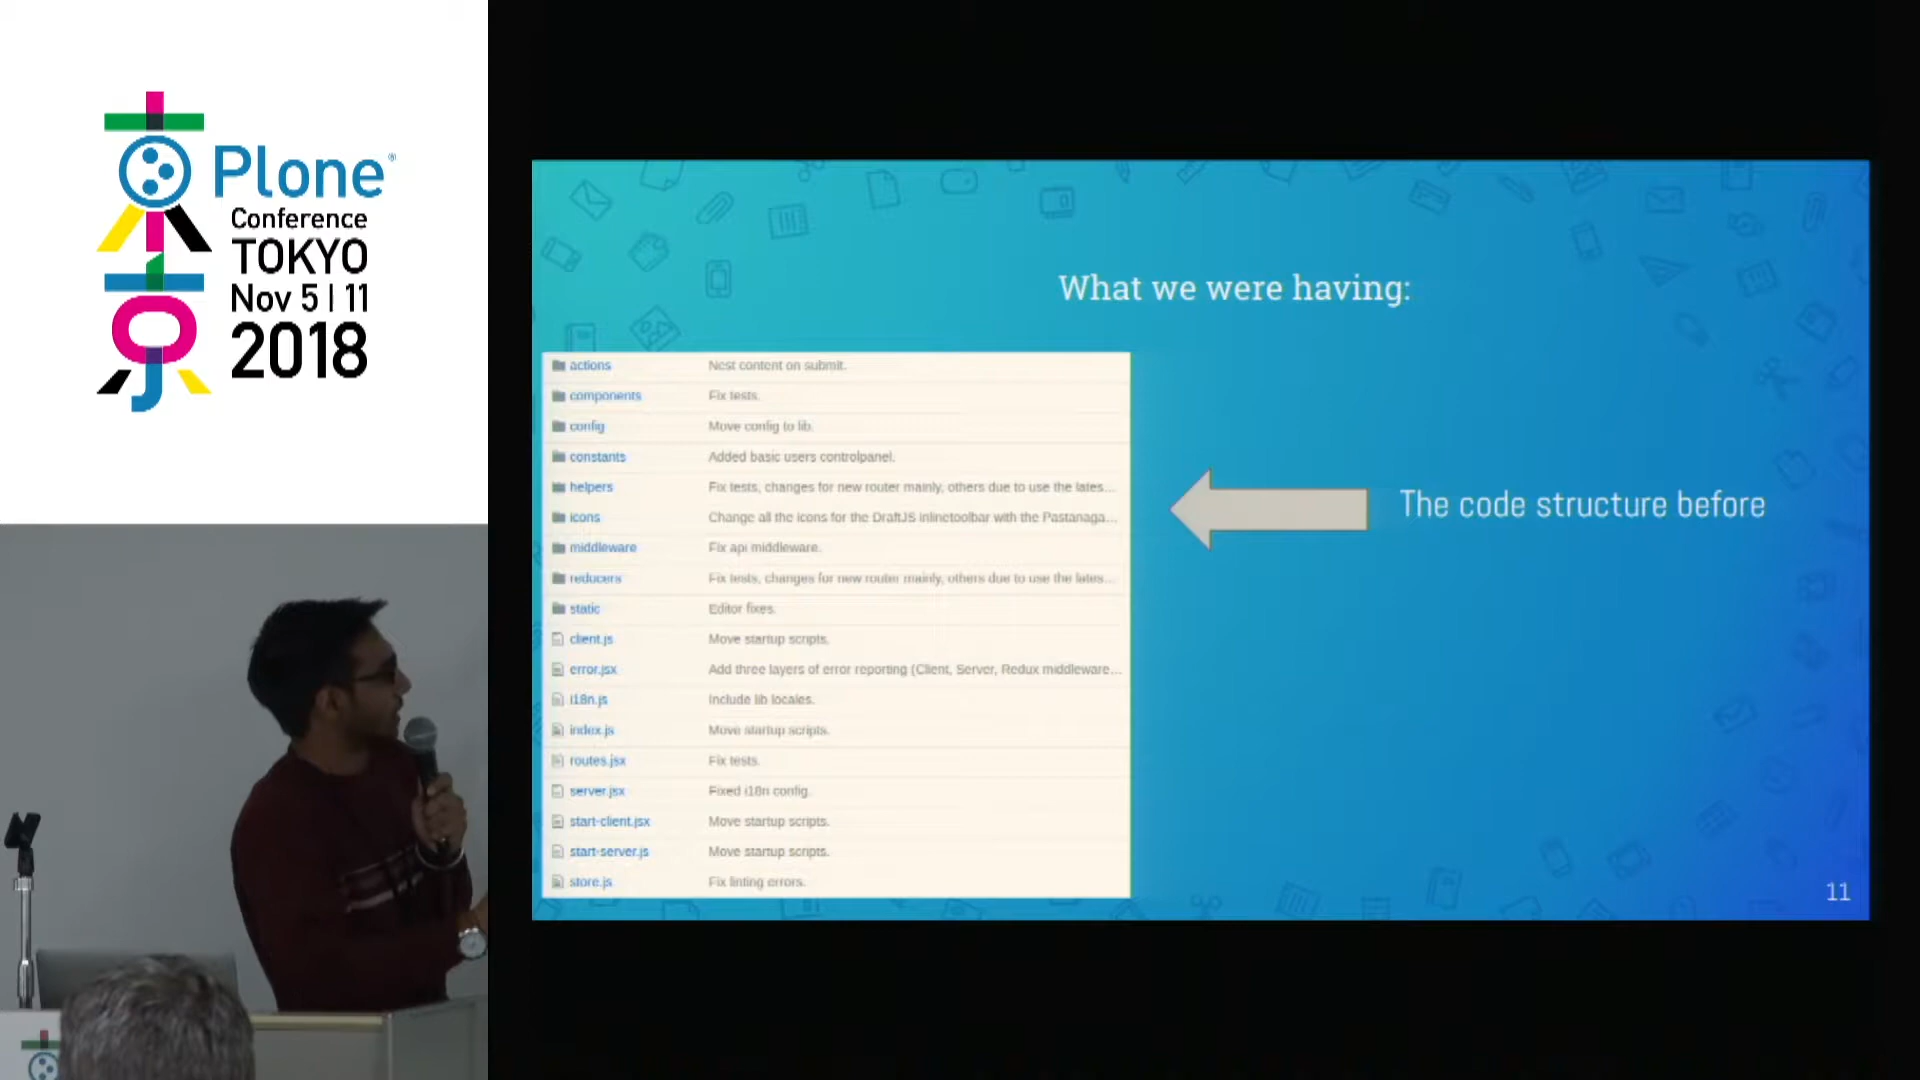 Plone®
Conference
TOKYO
Nov 5 | 11
2018
What we were having:
actions Nest content on submit.
components Fix tests.
config Move config to lib.
constants Added basic users controlpanel.
helpers Fix tests, changes for new router mainly, others due to use the lates...
icons Change all the icons for the DraftJS inlinetoolbar with the Pastanaga...
middleware Fix api middleware.
reducers Fix tests, changes for new router mainly, others due to use the lates...
static Editor fixes.
client.js Move startup scripts.
error.jsx Add three layers of error reporting (Client, Server, Redux middleware...
i18n.js Include lib locales.
index.js Move startup scripts.
routes.jsx Fix tests.
server.jsx Fixed i18n config.
start-client.jsx Move startup scripts.
start-server.js Move startup scripts.
store.js Fix linting errors.
The code structure before
11